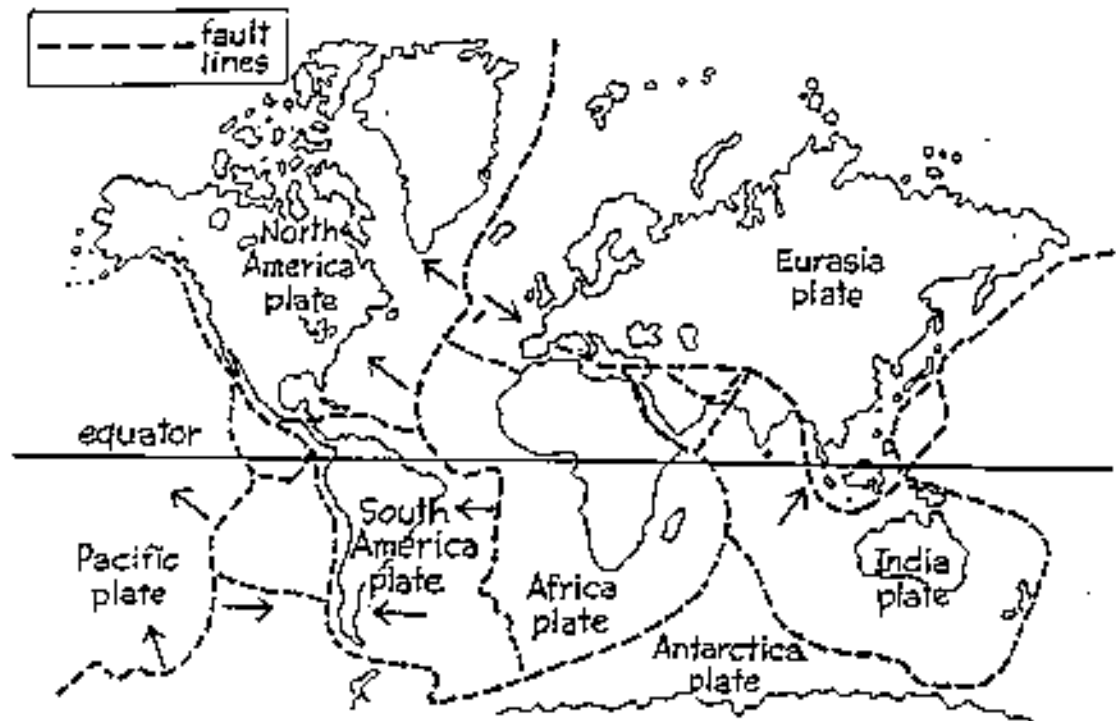 fault
lines
North
America
plate
Eurasia
plate
equator
South
America
plate
Pacific
plate
Africa
plate
India
plate
Antarctica
plate